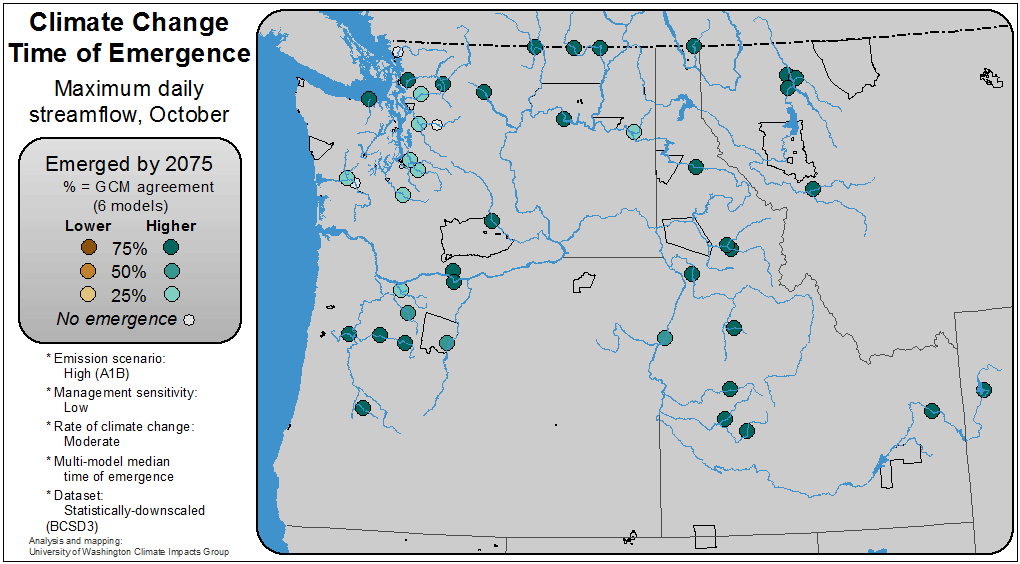 Climate Change
Time of Emergence
Maximum daily
streamflow, October
Emerged by 2075
% = GCM agreement
(6 models)
Lower Higher
75%
50%
25%
No emergence
* Emission scenario:
High (A1B)
* Management sensitivity:
Low
* Rate of climate change:
Moderate
* Multi-model median
time of emergence
* Dataset:
Statistically-downscaled
(BCSD3)
Analysis and mapping:
University of Washington Climate Impacts Group